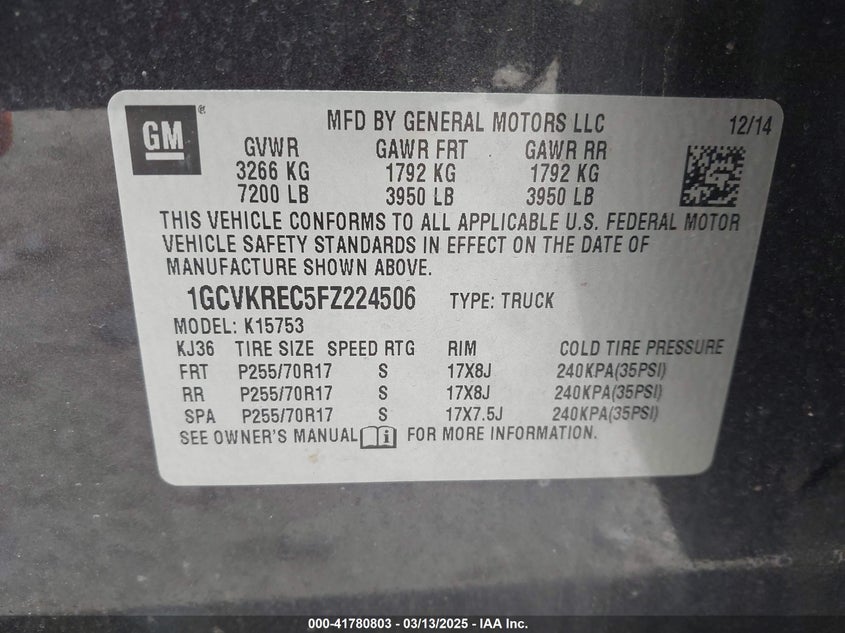 GM ® MFD BY GENERAL MOTORS LLC 12/14
GVWR GAWR FRT GAWR RR
3266 KG 1792 KG 1792 KG
7200 LB 3950 LB 3950 LB
THIS VEHICLE CONFORMS TO ALL APPLICABLE U.S. FEDERAL MOTOR
VEHICLE SAFETY STANDARDS IN EFFECT ON THE DATE OF
MANUFACTURE SHOWN ABOVE.
1GCVKREC5FZ224506 TYPE: TRUCK
MODEL: K15753
KJ36 TIRE SIZE SPEED RTG RIM COLD TIRE PRESSURE
FRT P255/70R17 S 17X8J 240KPA(35PSI)
RR P255/70R17 S 17X8J 240KPA(35PSI)
SPA P255/70R17 S 17X7.5J 240KPA(35PSI)
SEE OWNER'S MANUAL i FOR MORE INFORMATION.
000-41780803 - 03/13/2025 - IAA Inc.